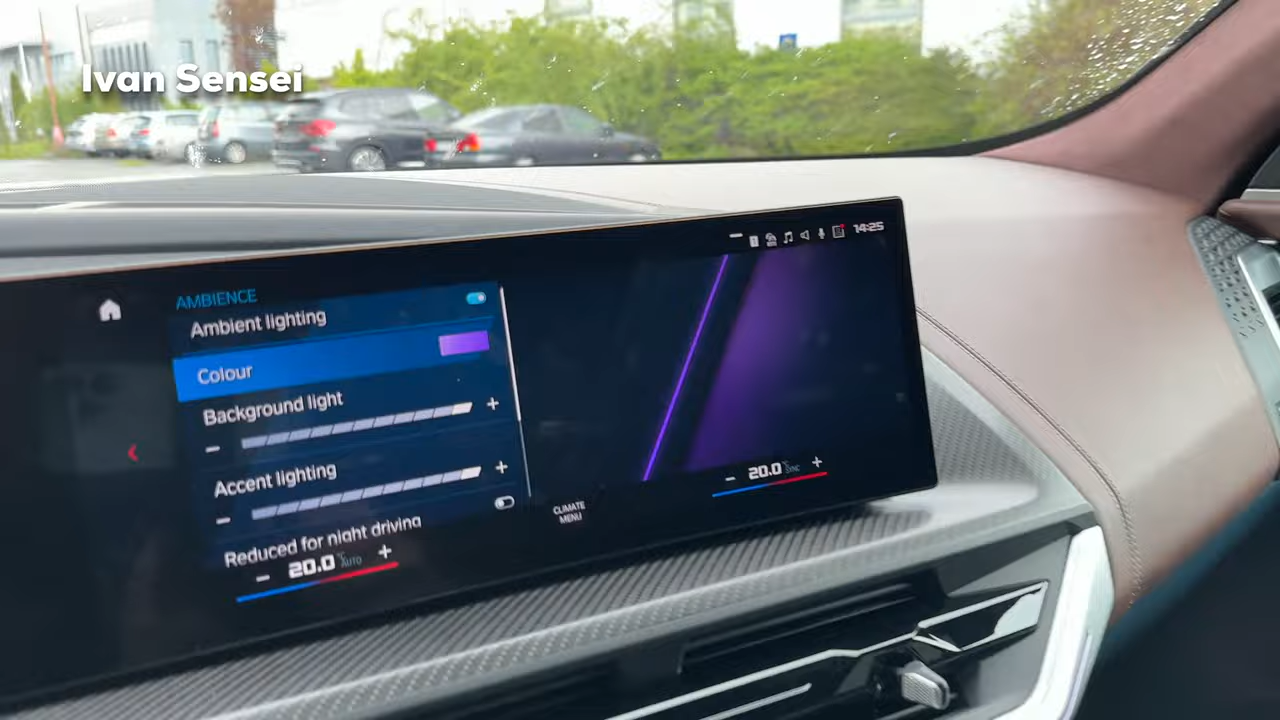 Ivan Sensei
14:25
AMBIENCE
Ambient lighting
Colour
Background light
− +
Accent lighting
− +
Reduced for night driving
− 20.0 °C AUTO +
CLIMATE
MENU
− 20.0 °C SYNC +